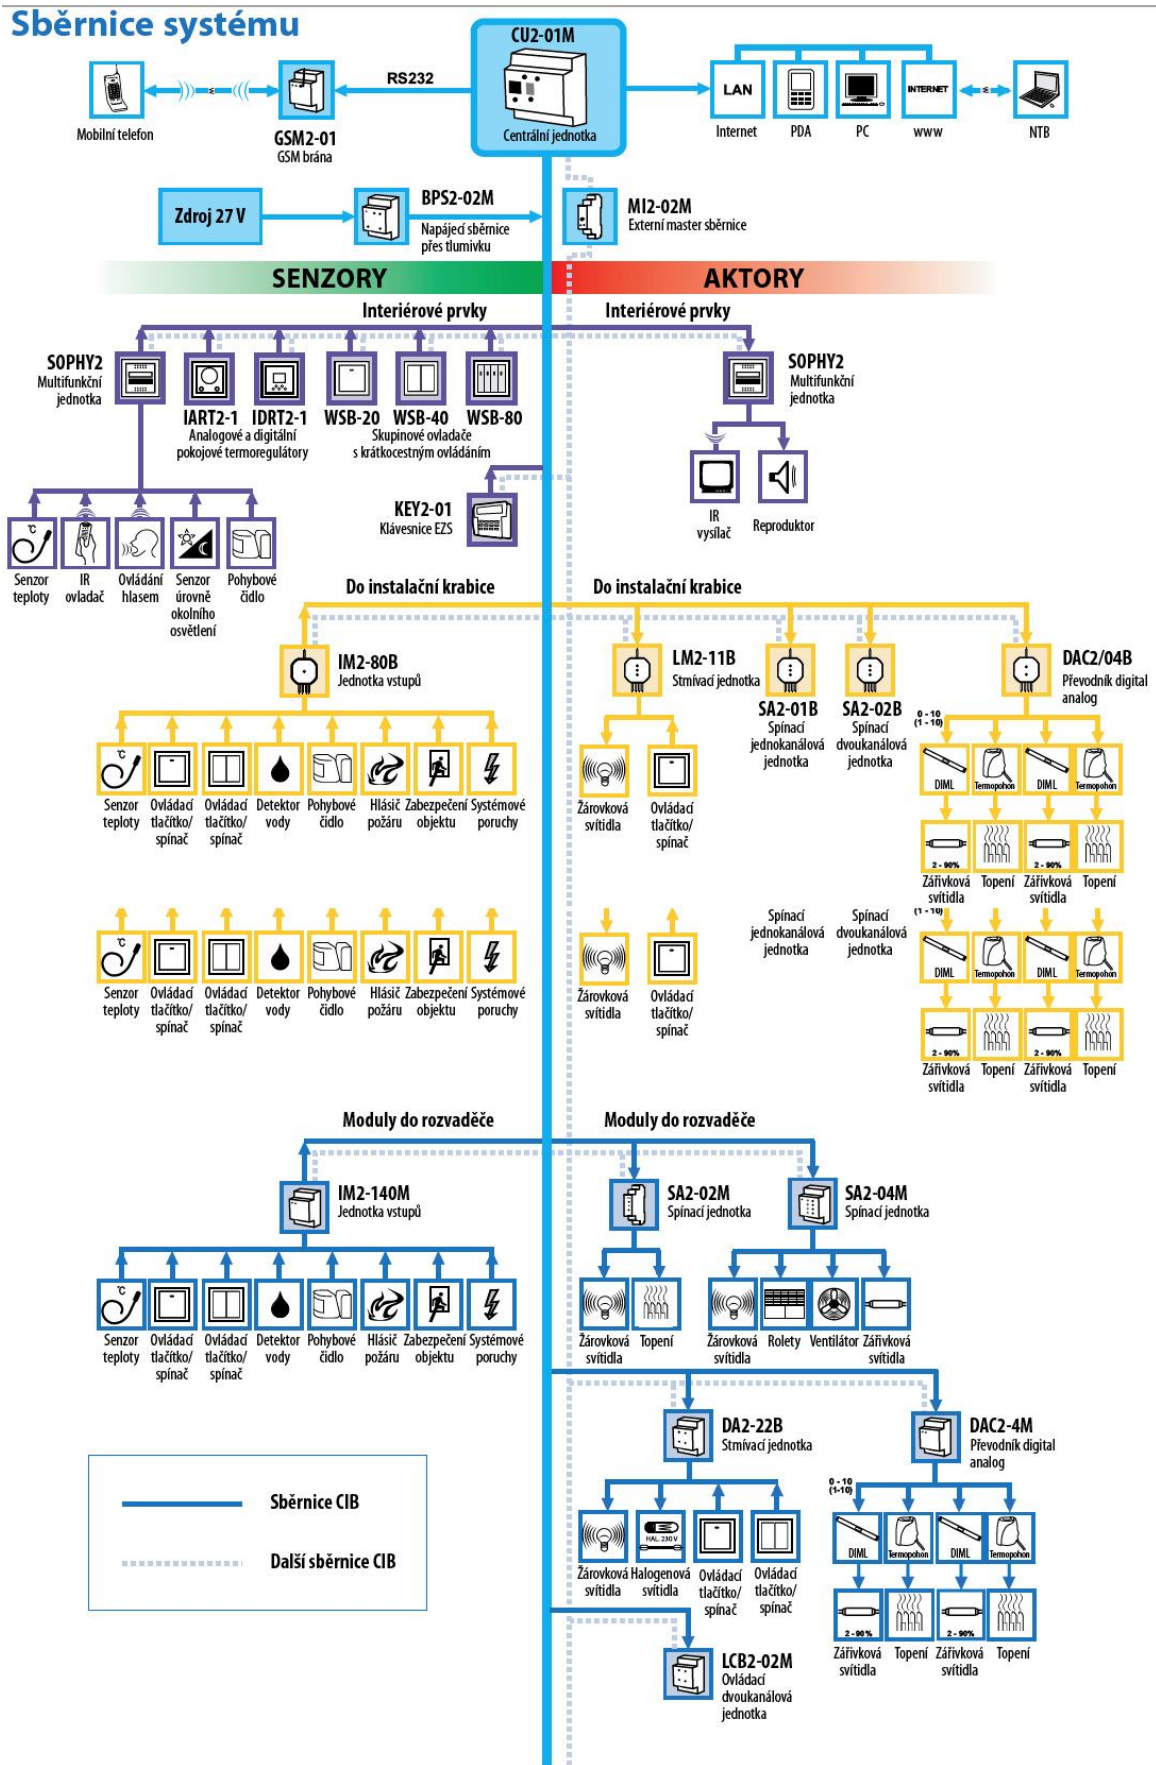 Sběrnice systému
CU2-01M
Centrální jednotka
RS232
Mobilní telefon
GSM2-01
GSM brána
LAN
INTERNET
Internet
PDA
PC
www
NTB
Zdroj 27 V
BPS2-02M
Napájecí sběrnice
přes tlumivku
MI2-02M
Externí master sběrnice
SENZORY
AKTORY
Interiérové prvky
Interiérové prvky
SOPHY2
Multifunkční
jednotka
IART2-1
IDRT2-1
Analogové a digitální
pokojové termoregulátory
WSB-20
WSB-40
WSB-80
Skupinové ovladače
s krátkocestným ovládáním
SOPHY2
Multifunkční
jednotka
KEY2-01
Klávesnice EZS
IR
vysílač
Reproduktor
°C
Senzor
teploty
IR
ovladač
Ovládání
hlasem
Senzor
úrovně
okolního
osvětlení
Pohybové
čidlo
Do instalační krabice
Do instalační krabice
IM2-80B
Jednotka vstupů
LM2-11B
Stmívací jednotka
SA2-01B
Spínací
jednokanálová
jednotka
SA2-02B
Spínací
dvoukanálová
jednotka
DAC2/04B
Převodník digital
analog
0 - 10
(1 - 10)
°C
Senzor
teploty
Ovládací
tlačítko/
spínač
Ovládací
tlačítko/
spínač
Detektor
vody
Pohybové
čidlo
Hlásič
požáru
Zabezpečení
objektu
Systémové
poruchy
Žárovková
svítidla
Ovládací
tlačítko/
spínač
DIML
Termopohon
DIML
Termopohon
2 - 90%
2 - 90%
Zářivková
svítidla
Topení
Zářivková
svítidla
Topení
Spínací
jednokanálová
jednotka
Spínací
dvoukanálová
jednotka
(1 - 10)
°C
Senzor
teploty
Ovládací
tlačítko/
spínač
Ovládací
tlačítko/
spínač
Detektor
vody
Pohybové
čidlo
Hlásič
požáru
Zabezpečení
objektu
Systémové
poruchy
Žárovková
svítidla
Ovládací
tlačítko/
spínač
DIML
Termopohon
DIML
Termopohon
2 - 90%
2 - 90%
Zářivková
svítidla
Topení
Zářivková
svítidla
Topení
Moduly do rozvaděče
Moduly do rozvaděče
IM2-140M
Jednotka vstupů
SA2-02M
Spínací jednotka
SA2-04M
Spínací jednotka
°C
Senzor
teploty
Ovládací
tlačítko/
spínač
Ovládací
tlačítko/
spínač
Detektor
vody
Pohybové
čidlo
Hlásič
požáru
Zabezpečení
objektu
Systémové
poruchy
Žárovková
svítidla
Topení
Žárovková
svítidla
Rolety
Ventilátor
Zářivková
svítidla
DA2-22B
Stmívací jednotka
DAC2-4M
Převodník digital
analog
0 - 10
(1-10)
HAL 230 V
Žárovková
svítidla
Halogenová
svítidla
Ovládací
tlačítko/
spínač
Ovládací
tlačítko/
spínač
DIML
Termopohon
DIML
Termopohon
2 - 90%
2 - 90%
Zářivková
svítidla
Topení
Zářivková
svítidla
Topení
LCB2-02M
Ovládací
dvoukanálová
jednotka
Sběrnice CIB
Další sběrnice CIB